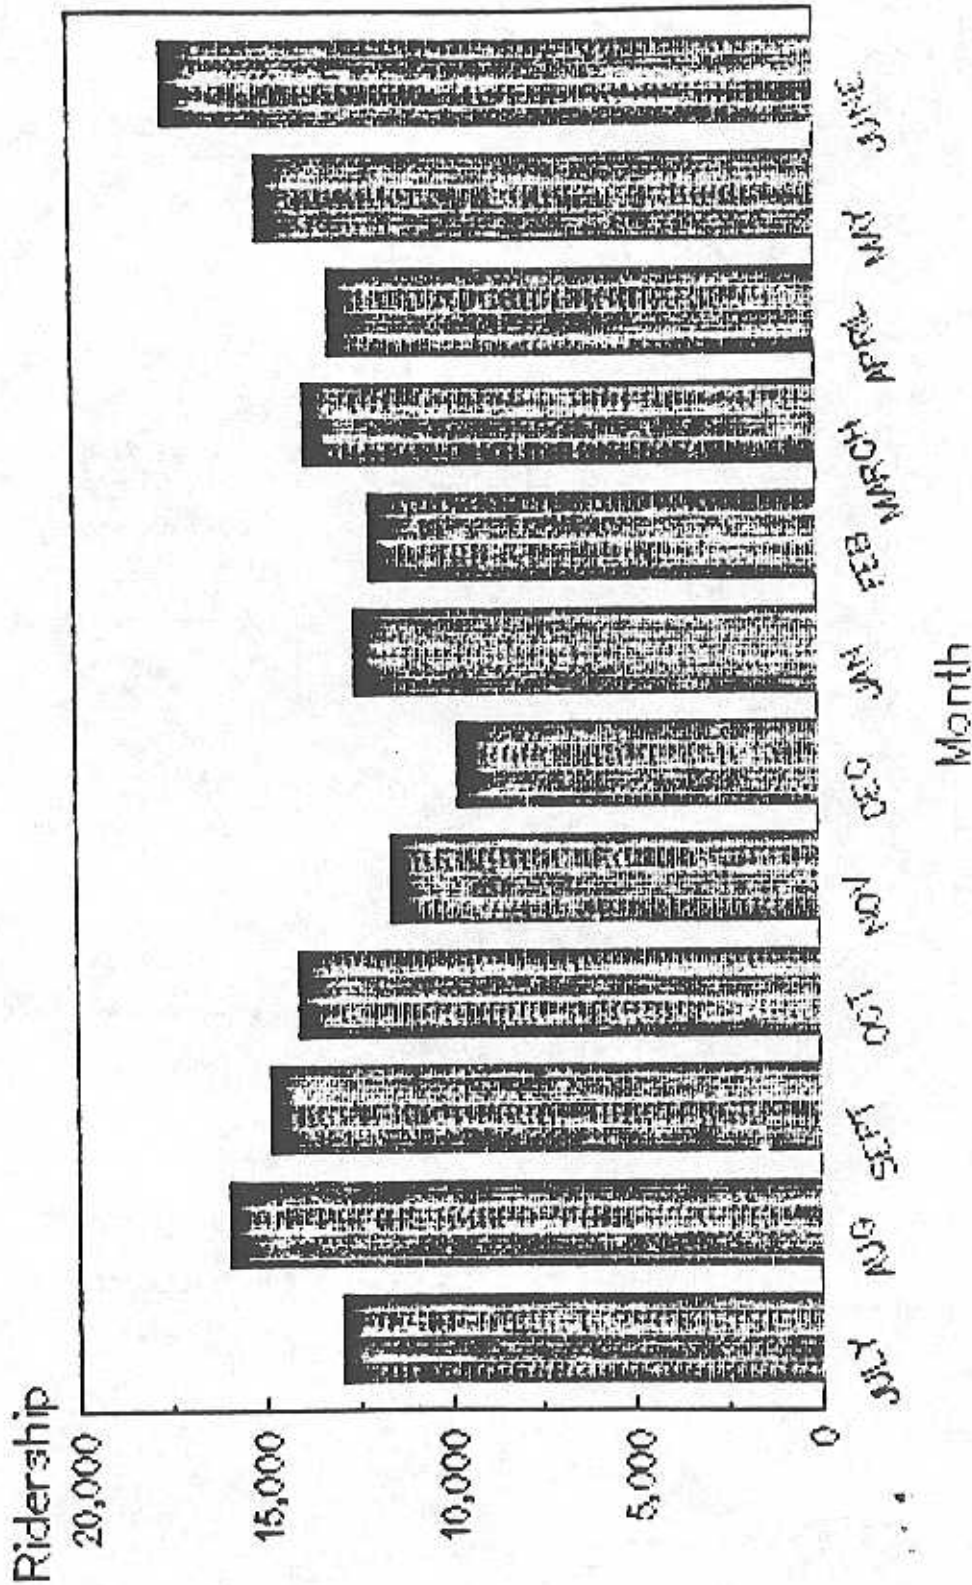 Ridership
20,000
15,000
10,000
5,000
0
JULY
AUG
SEPT
OCT
NOV
DEC
JAN
FEB
MARCH
APRIL
MAY
JUNE
Month